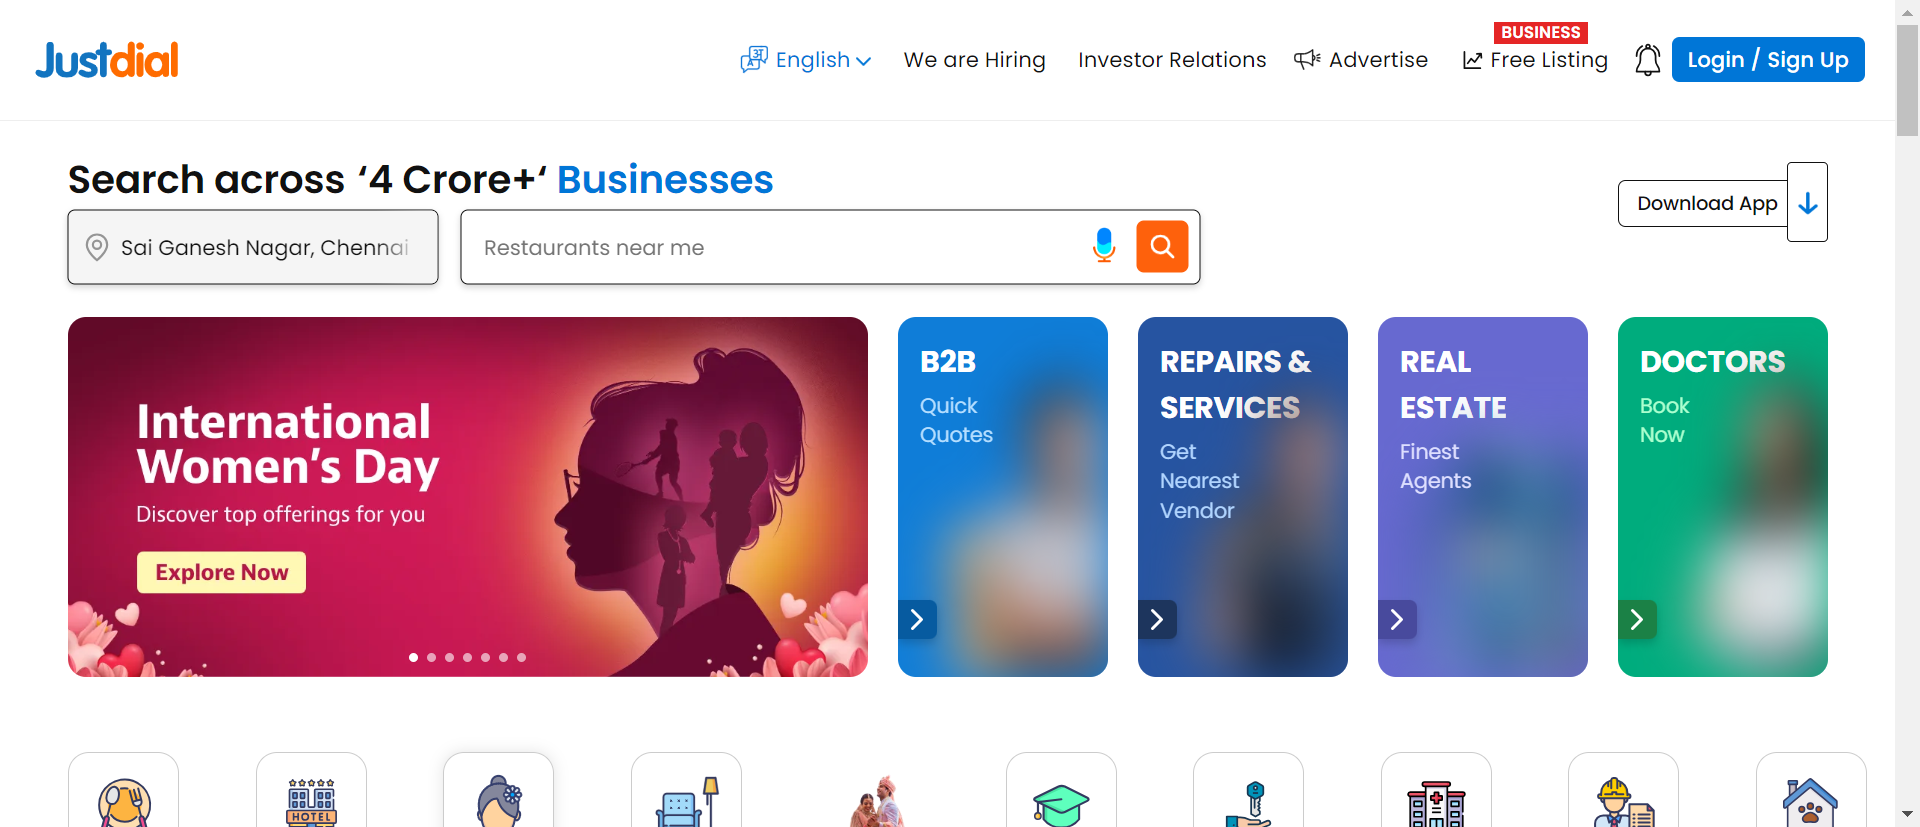 Justdial
English
We are Hiring
Investor Relations
Advertise
BUSINESS
Free Listing
Login / Sign Up
Search across ‘4 Crore+‘ Businesses
Download App
Sai Ganesh Nagar, Chennai
Restaurants near me
International
Women's Day
Discover top offerings for you
Explore Now
B2B
Quick
Quotes
REPAIRS &
SERVICES
Get
Nearest
Vendor
REAL
ESTATE
Finest
Agents
DOCTORS
Book
Now
HOTEL